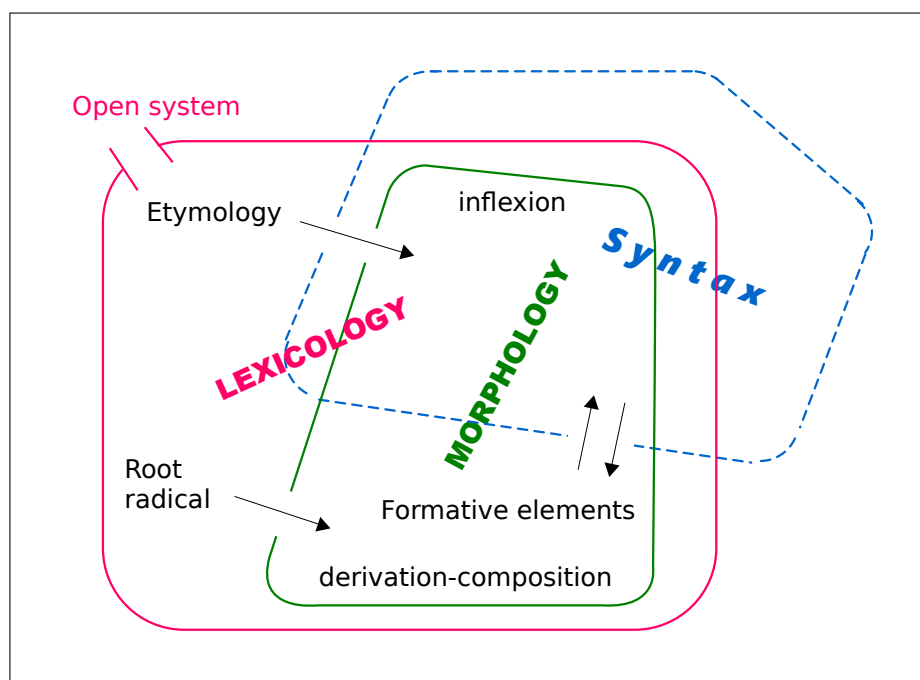 Open system
Etymology
inflexion
Syntax
LEXICOLOGY
MORPHOLOGY
Root
radical
Formative elements
derivation-composition